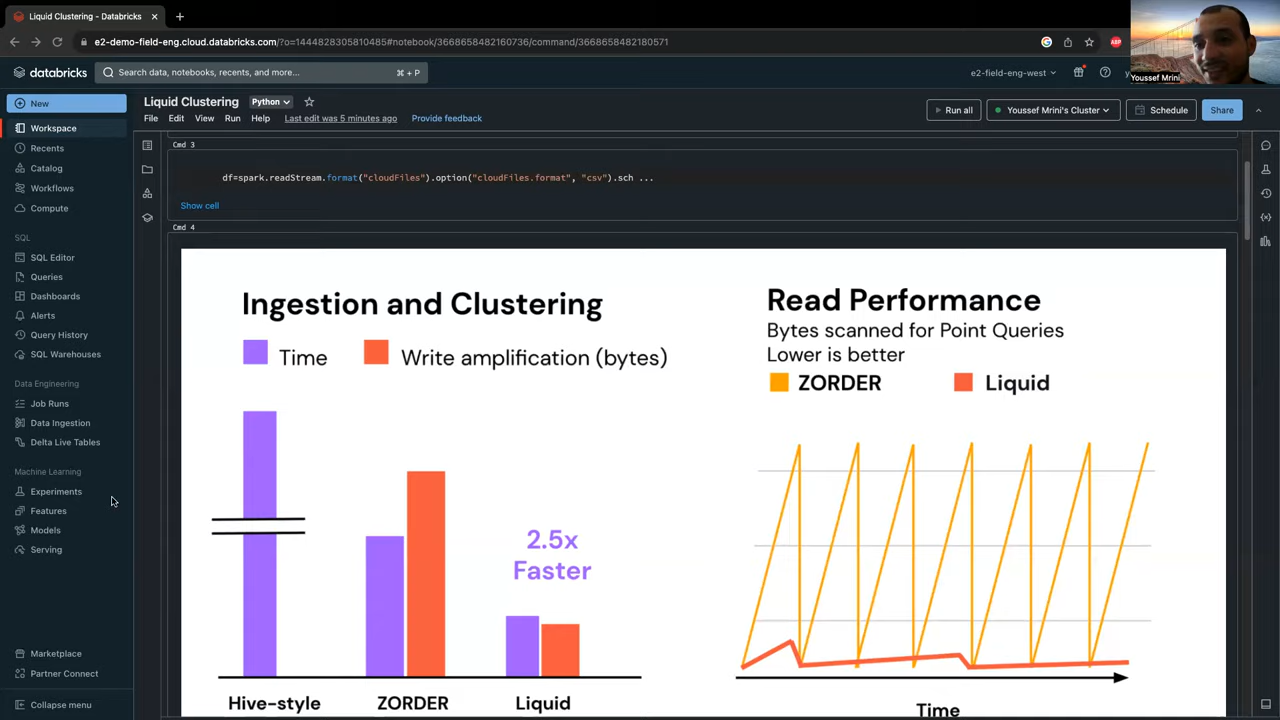 Liquid Clustering - Databricks
e2-demo-field-eng.cloud.databricks.com/?o=1444828305810485#notebook/3668658482160736/command/3668658482180571
ABP
Youssef Mrini
databricks
Search data, notebooks, recents, and more...
⌘ + P
e2-field-eng-west
New
Workspace
Recents
Catalog
Workflows
Compute
SQL
SQL Editor
Queries
Dashboards
Alerts
Query History
SQL Warehouses
Data Engineering
Job Runs
Data Ingestion
Delta Live Tables
Machine Learning
Experiments
Features
Models
Serving
Marketplace
Partner Connect
Collapse menu
Liquid Clustering
Python
File Edit View Run Help Last edit was 5 minutes ago Provide feedback
Run all
Youssef Mrini's Cluster
Schedule
Share
Cmd 3
df=spark.readStream.format("cloudFiles").option("cloudFiles.format", "csv").sch ...
Show cell
Cmd 4
Ingestion and Clustering
Time
Write amplification (bytes)
2.5x
Faster
Hive-style
ZORDER
Liquid
Read Performance
Bytes scanned for Point Queries
Lower is better
ZORDER
Liquid
Time